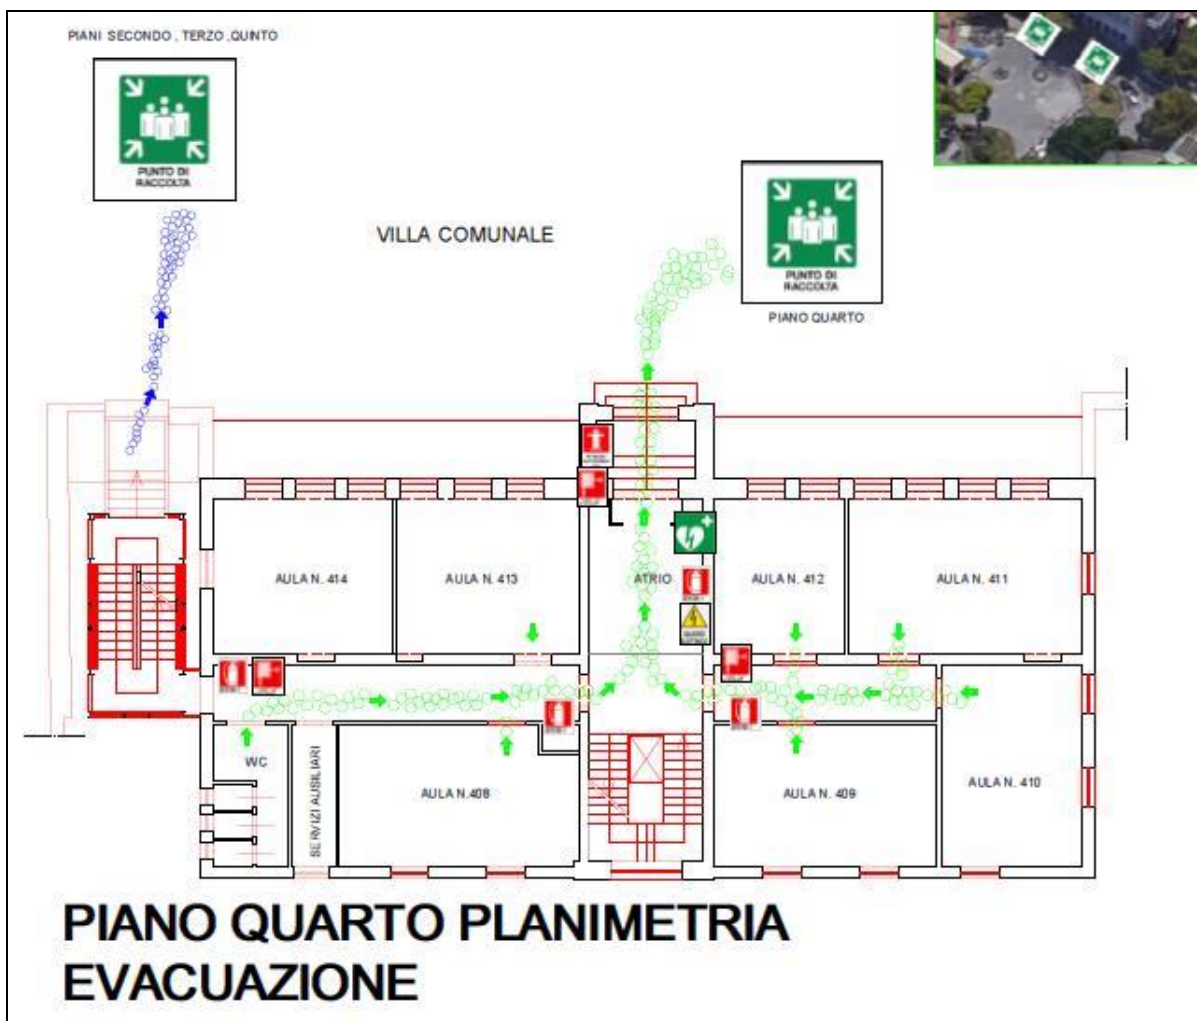 PIANI SECONDO , TERZO ,QUINTO
PUNTO DI
RACCOLTA
VILLA COMUNALE
PUNTO DI
RACCOLTA
PIANO QUARTO
AULA N. 414
AULA N. 413
ATRIO
AULA N. 412
AULA N. 411
WC
SERVIZI AUSILIARI
AULA N.408
AULA N. 409
AULA N. 410
PIANO QUARTO PLANIMETRIA
EVACUAZIONE